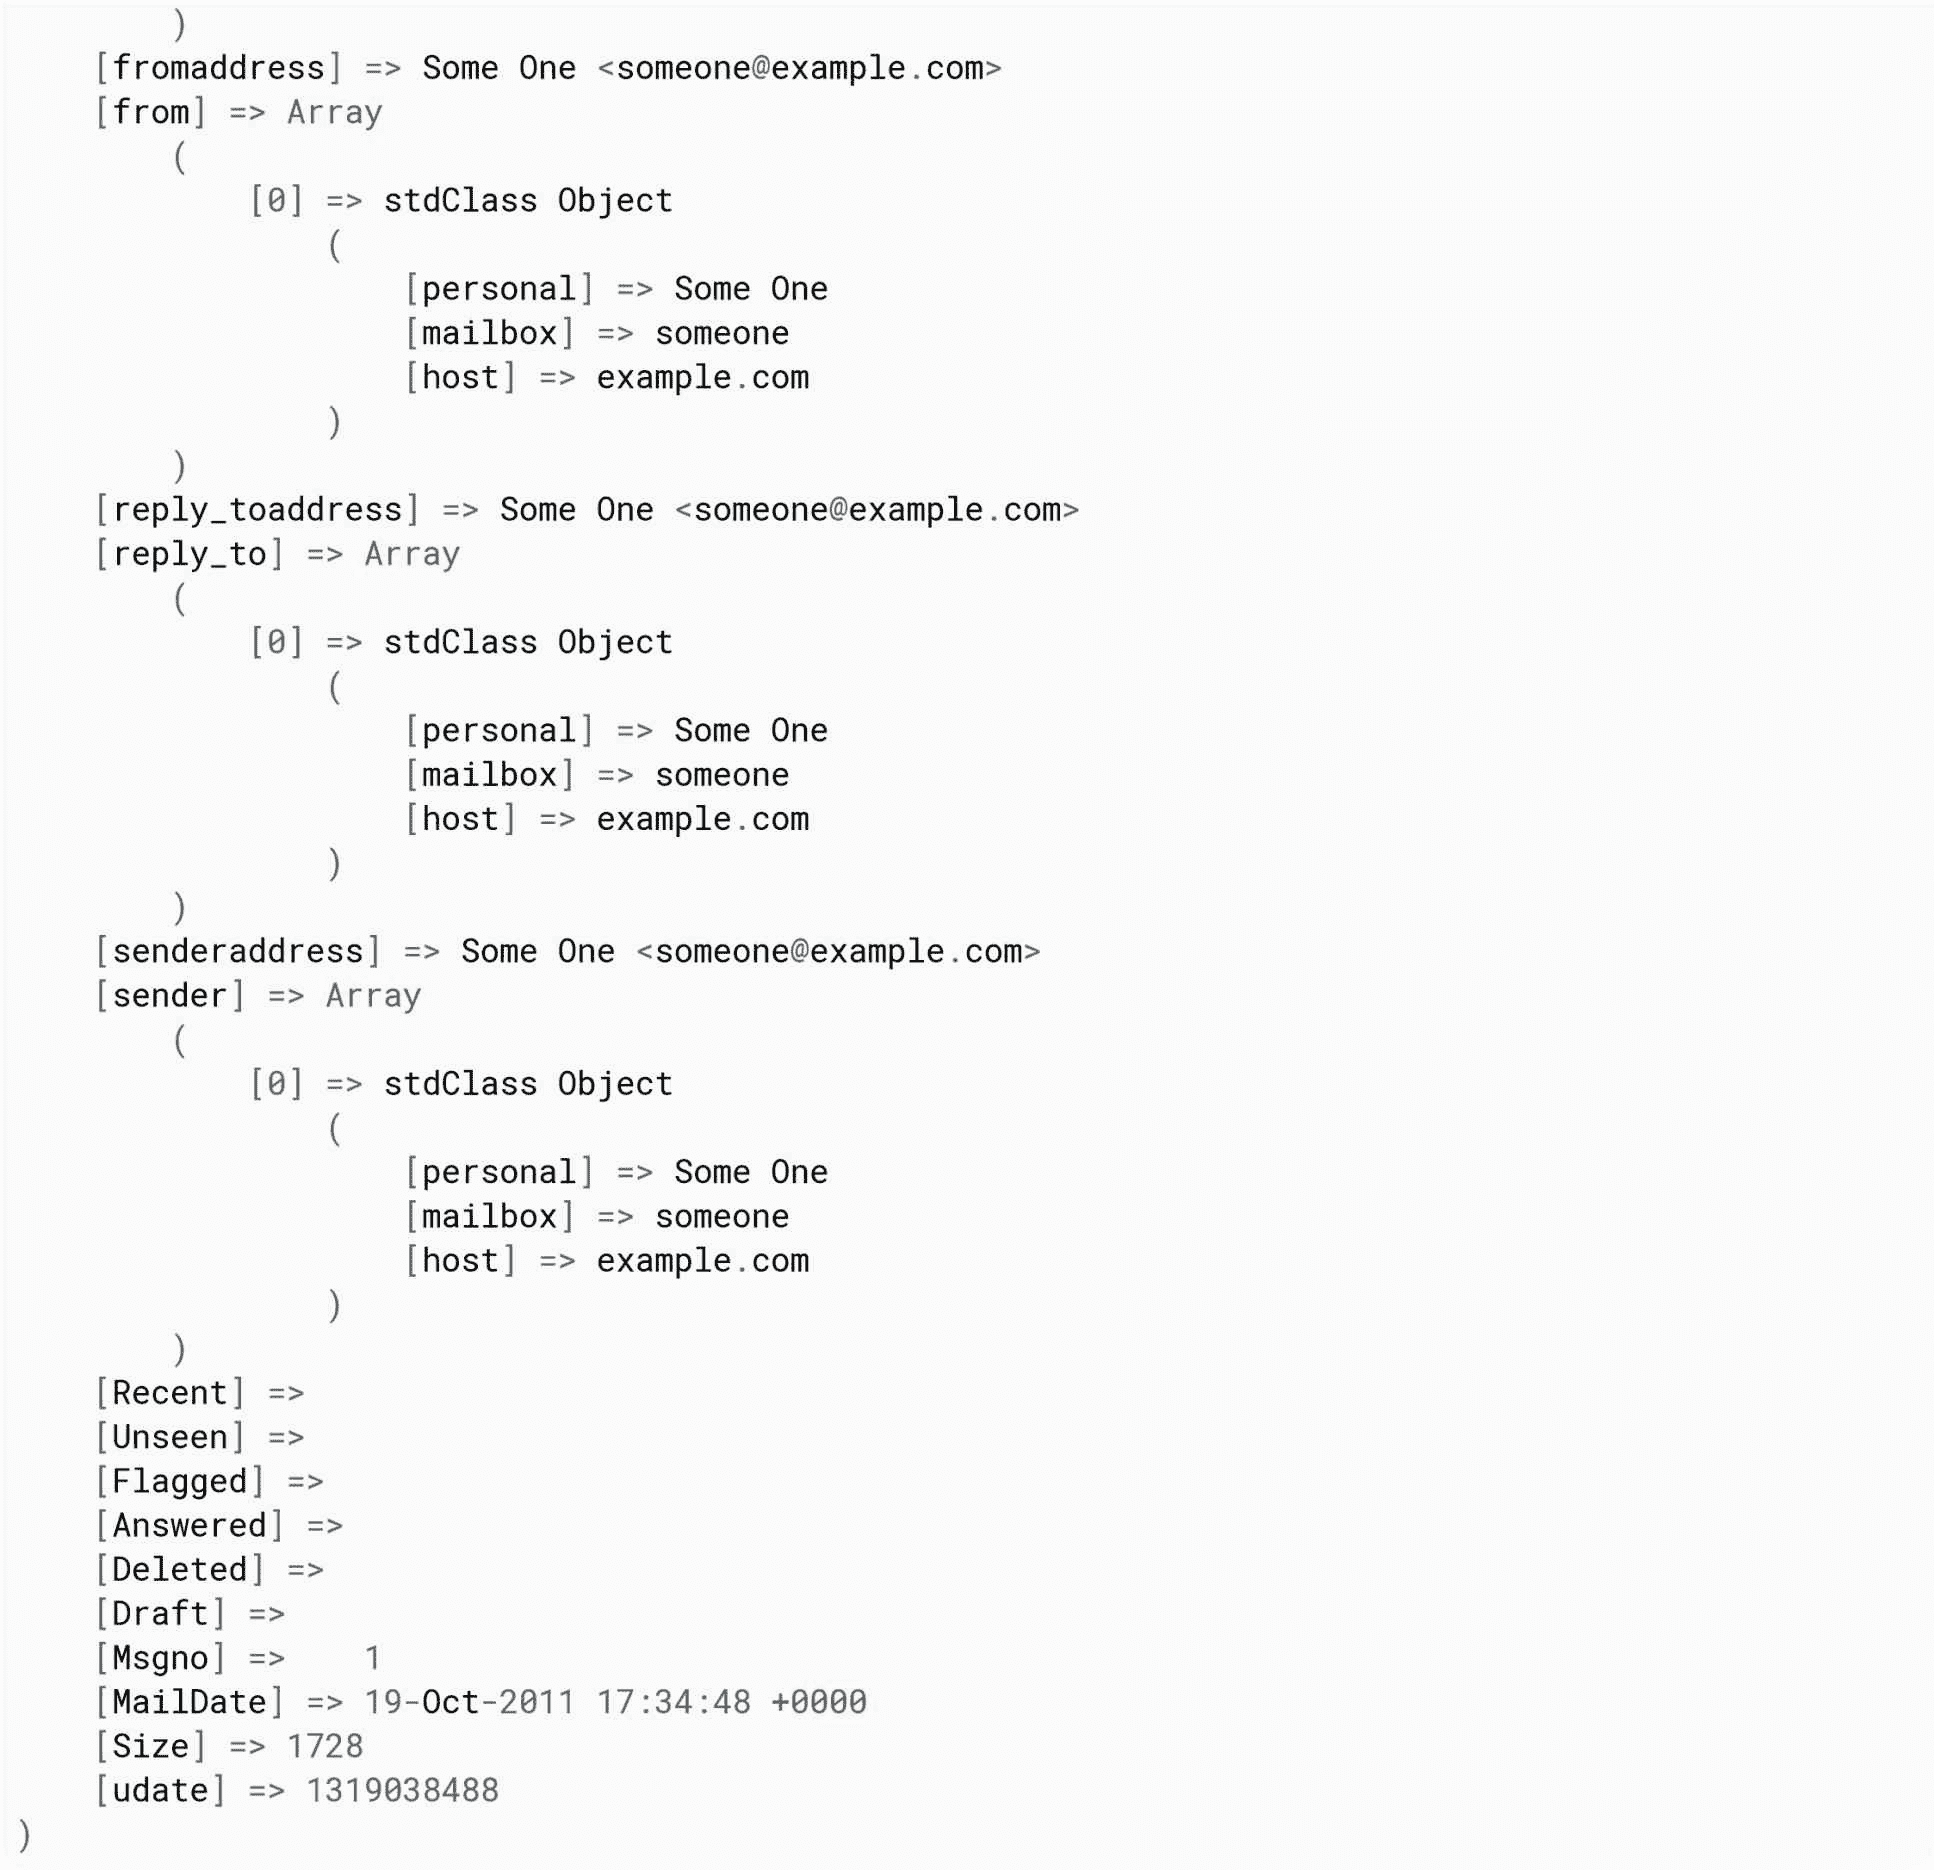 )
    [fromaddress] => Some One <someone@example.com>
    [from] => Array
        (
            [0] => stdClass Object
                (
                    [personal] => Some One
                    [mailbox] => someone
                    [host] => example.com
                )
        )
    [reply_toaddress] => Some One <someone@example.com>
    [reply_to] => Array
        (
            [0] => stdClass Object
                (
                    [personal] => Some One
                    [mailbox] => someone
                    [host] => example.com
                )
        )
    [senderaddress] => Some One <someone@example.com>
    [sender] => Array
        (
            [0] => stdClass Object
                (
                    [personal] => Some One
                    [mailbox] => someone
                    [host] => example.com
                )
        )
    [Recent] =>
    [Unseen] =>
    [Flagged] =>
    [Answered] =>
    [Deleted] =>
    [Draft] =>
    [Msgno] =>    1
    [MailDate] => 19-Oct-2011 17:34:48 +0000
    [Size] => 1728
    [udate] => 1319038488
)